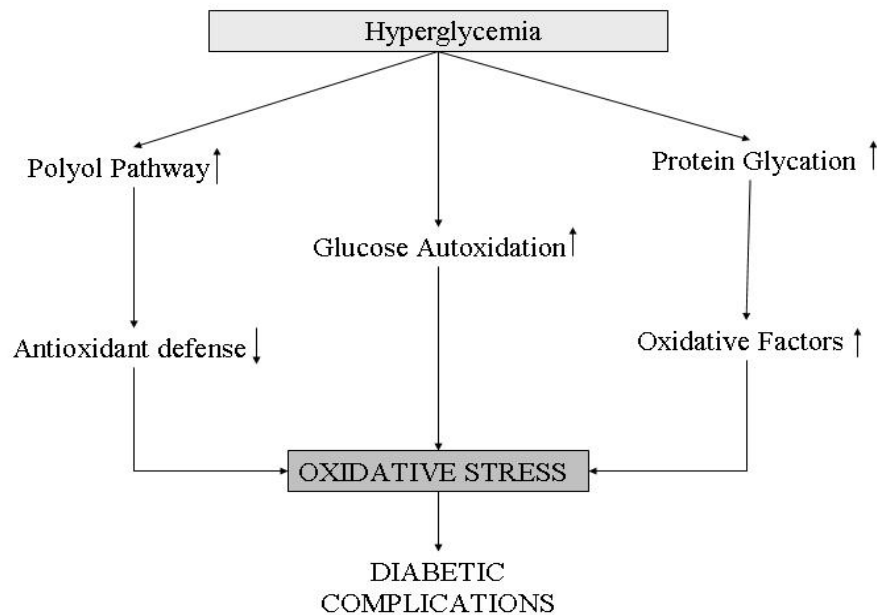 Hyperglycemia
Polyol Pathway
Protein Glycation
Glucose Autoxidation
Antioxidant defense
Oxidative Factors
OXIDATIVE STRESS
DIABETIC
COMPLICATIONS